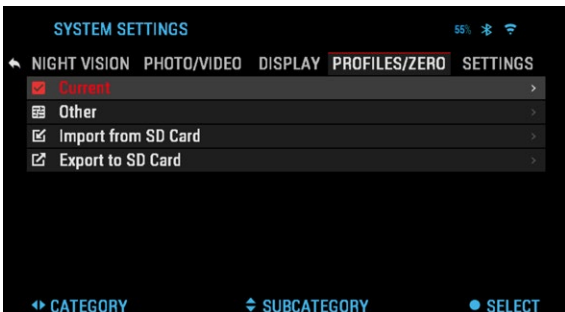 SYSTEM SETTINGS 55%
NIGHT VISION PHOTO/VIDEO DISPLAY PROFILES/ZERO SETTINGS
Current
Other
Import from SD Card
Export to SD Card
CATEGORY SUBCATEGORY SELECT